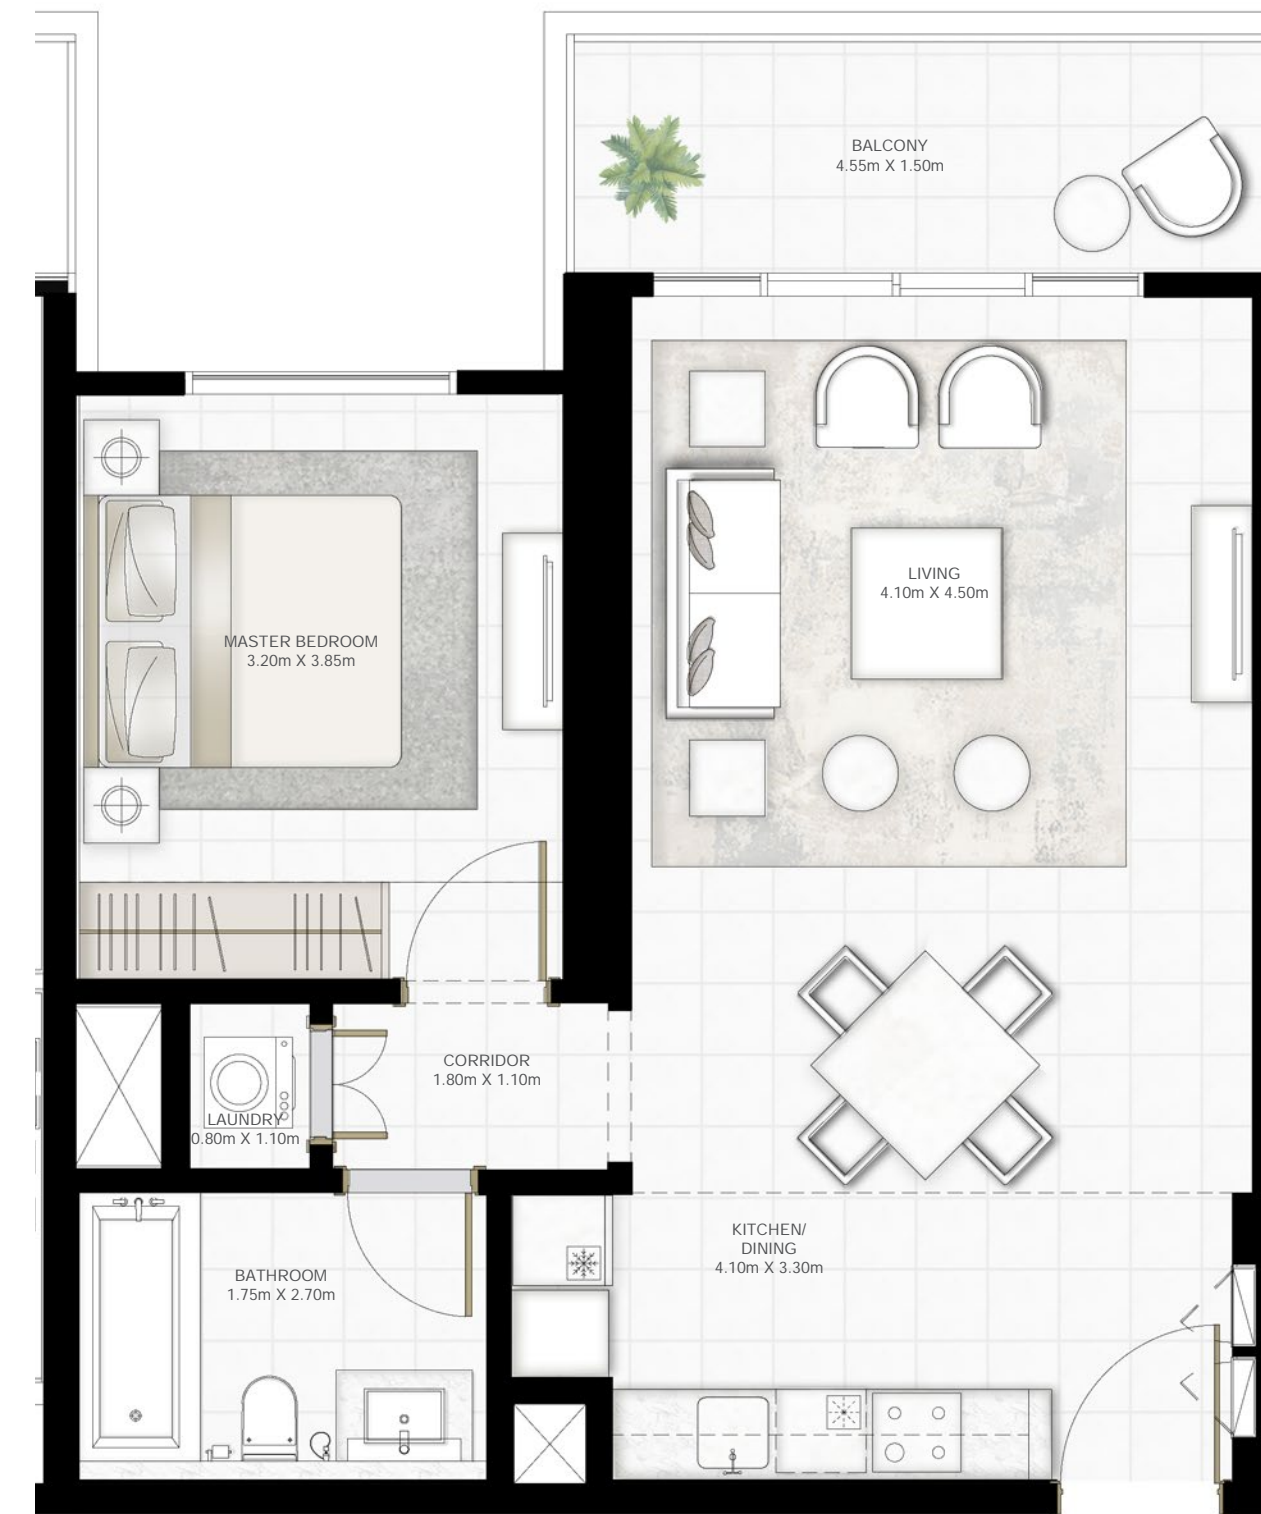 BALCONY
4.55m X 1.50m
LIVING
4.10m X 4.50m
MASTER BEDROOM
3.20m X 3.85m
CORRIDOR
1.80m X 1.10m
LAUNDRY
0.80m X 1.10m
KITCHEN/
DINING
4.10m X 3.30m
BATHROOM
1.75m X 2.70m